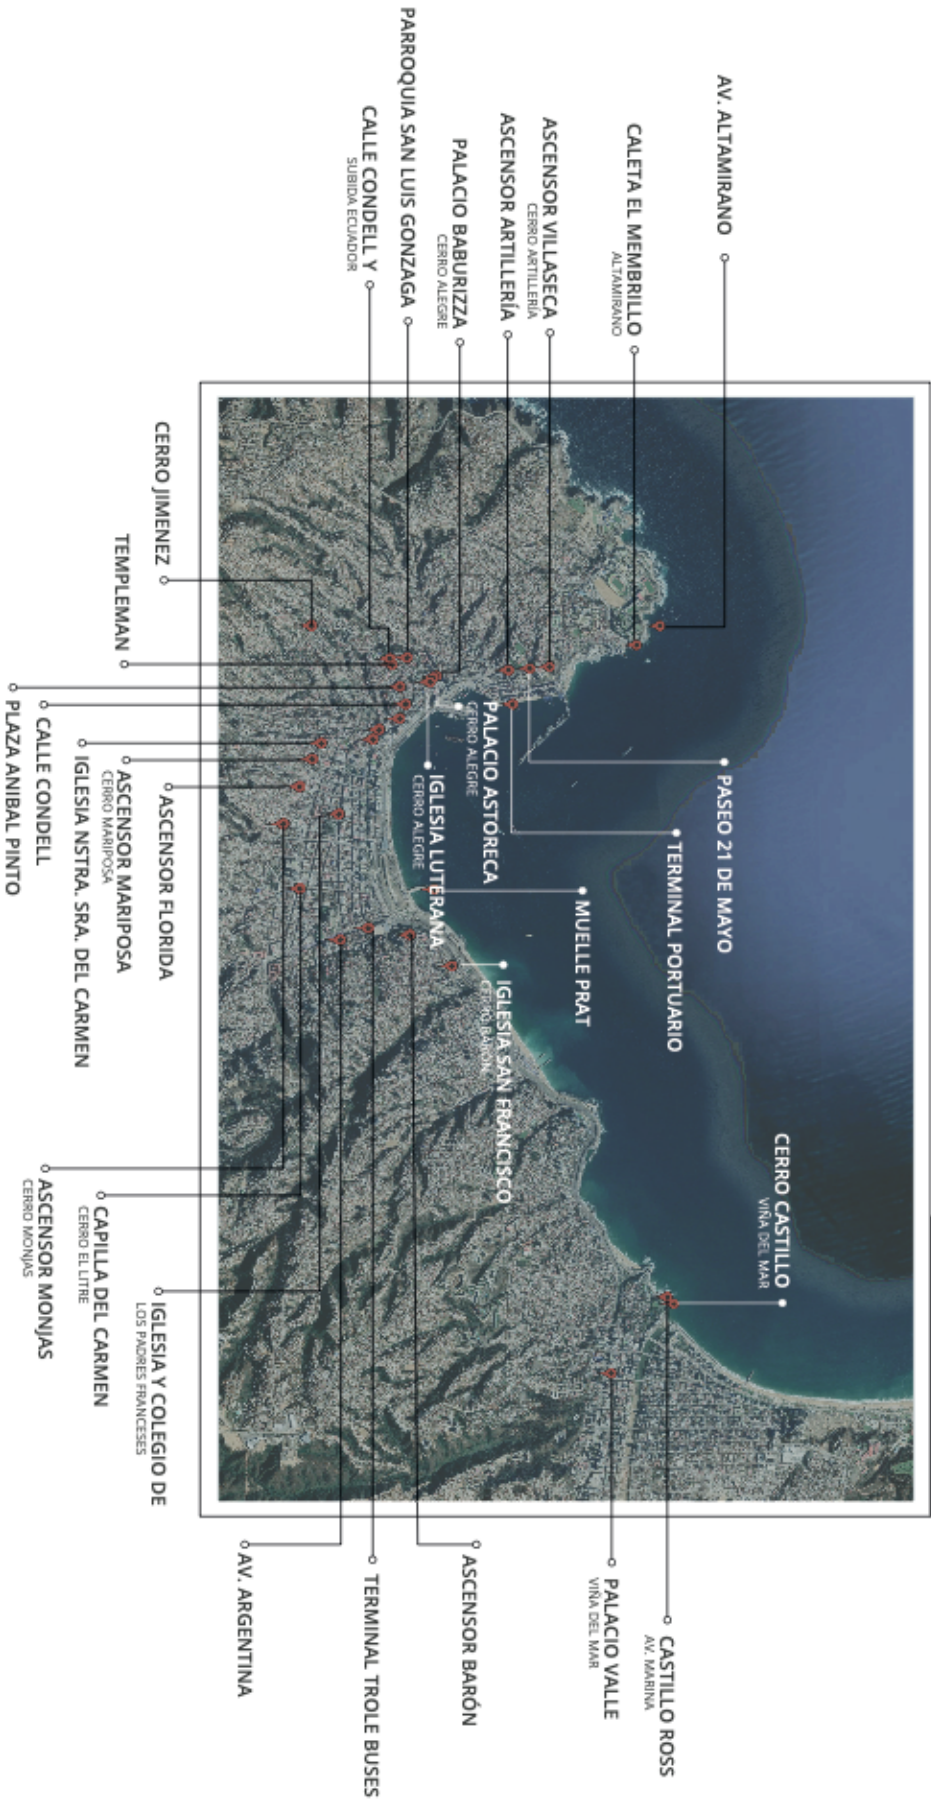 AV. ALTAMIRANO
CALETA EL MEMBRILLO
ALTAMIRANO
ASCENSOR VILLASECA
CERRO ARTILLERÍA
ASCENSOR ARTILLERÍA
PALACIO BABURIZZA
CERRO ALEGRE
PARROQUIA SAN LUIS GONZAGA
CALLE CONDELL Y
SUBIDA ECUADOR
CERRO JIMENEZ
TEMPLEMAN
PLAZA ANIBAL PINTO
CALLE CONDELL
IGLESIA NSTRA. SRA. DEL CARMEN
ASCENSOR MARIPOSA
CERRO MARIPOSA
ASCENSOR FLORIDA
PASEO 21 DE MAYO
TERMINAL PORTUARIO
MUELLE PRAT
PALACIO ASTORECA
CERRO ALEGRE
IGLESIA LUTERANA
CERRO ALEGRE
IGLESIA SAN FRANCISCO
CERRO BARÓN
CERRO CASTILLO
VIÑA DEL MAR
ASCENSOR MONJAS
CERRO MONJAS
CAPILLA DEL CARMEN
CERRO EL LITRE
IGLESIA Y COLEGIO DE
LOS PADRES FRANCESES
AV. ARGENTINA
TERMINAL TROLE BUSES
ASCENSOR BARÓN
PALACIO VALLE
VIÑA DEL MAR
CASTILLO ROSS
AV. MARINA